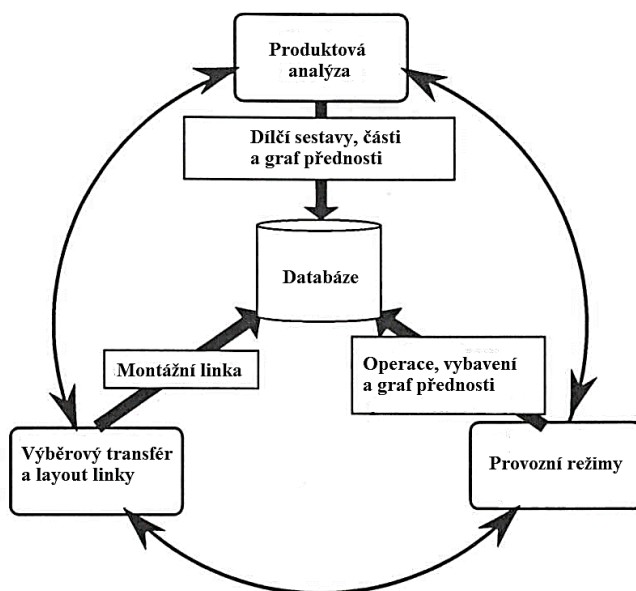 Produktová
analýza
Dílčí sestavy, části
a graf přednosti
Databáze
Montážní linka
Operace, vybavení
a graf přednosti
Výběrový transfér
a layout linky
Provozní režimy